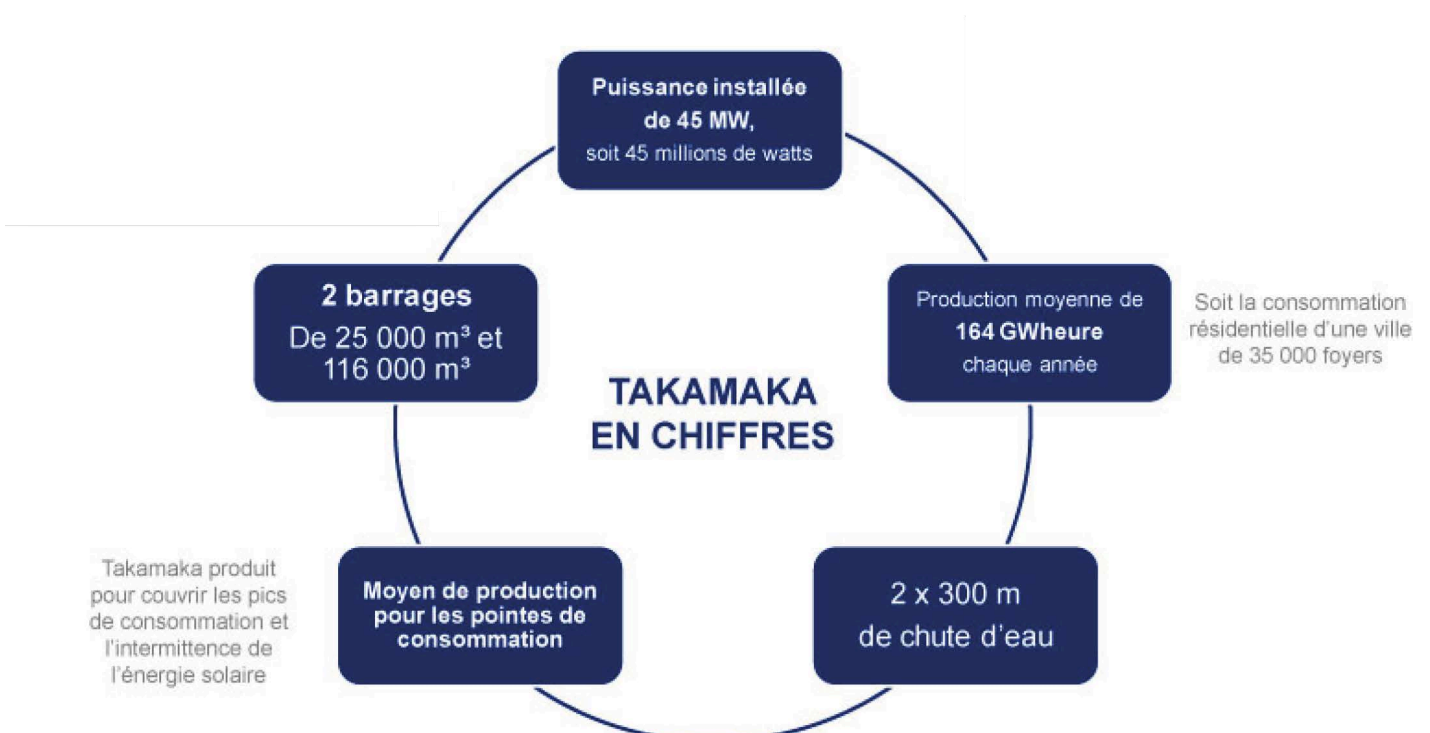 Puissance installée
de 45 MW,
soit 45 millions de watts
2 barrages
De 25 000 m³ et
116 000 m³
Production moyenne de
164 GWheure
chaque année
Soit la consommation
résidentielle d'une ville
de 35 000 foyers
TAKAMAKA
EN CHIFFRES
Takamaka produit
pour couvrir les pics
de consommation et
l'intermittence de
l'énergie solaire
Moyen de production
pour les pointes de
consommation
2 x 300 m
de chute d'eau